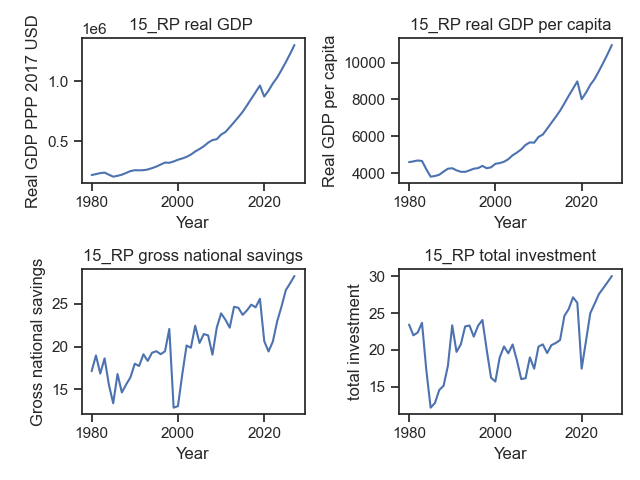 15_RP real GDP
1e6
Real GDP PPP 2017 USD
1.0
0.5
1980 2000 2020
Year
15_RP real GDP per capita
Real GDP per capita
10000
8000
6000
4000
1980 2000 2020
Year
15_RP gross national savings
Gross national savings
25
20
15
1980 2000 2020
Year
15_RP total investment
total investment
30
25
20
15
1980 2000 2020
Year